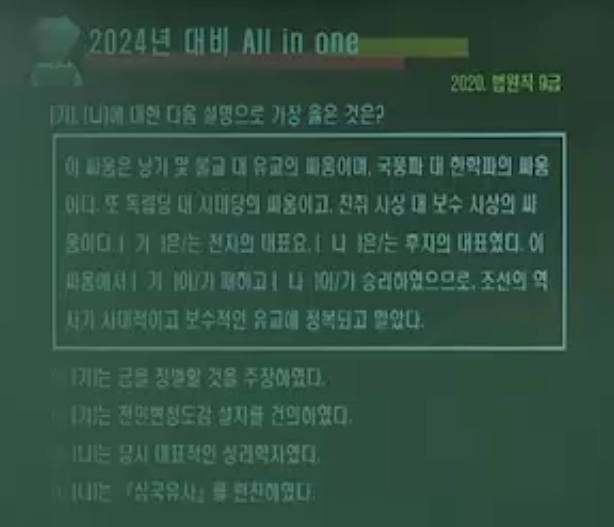 2024년 대비 All in one
2020. 법원직 9급
(가), (나)에 대한 다음 설명으로 가장 옳은 것은?
이 싸움은 낭가 및 불교 대 유교의 싸움이며, 국풍파 대 한학파의 싸움
이다. 또 독립당 대 사대당의 싸움이고, 진취 사상 대 보수 사상의 싸
움이다. ( 가 )은/는 전자의 대표요, ( 나 )은/는 후자의 대표였다. 이
싸움에서 ( 가 )이/가 패하고 ( 나 )이/가 승리하였으므로, 조선의 역
사가 사대적이고 보수적인 유교에 정복되고 말았다.
(가)는 금을 정벌할 것을 주장하였다.
(가)는 전민변정도감 설치를 건의하였다.
(나)는 당시 대표적인 성리학자였다.
(나)는 『삼국유사』를 편찬하였다.